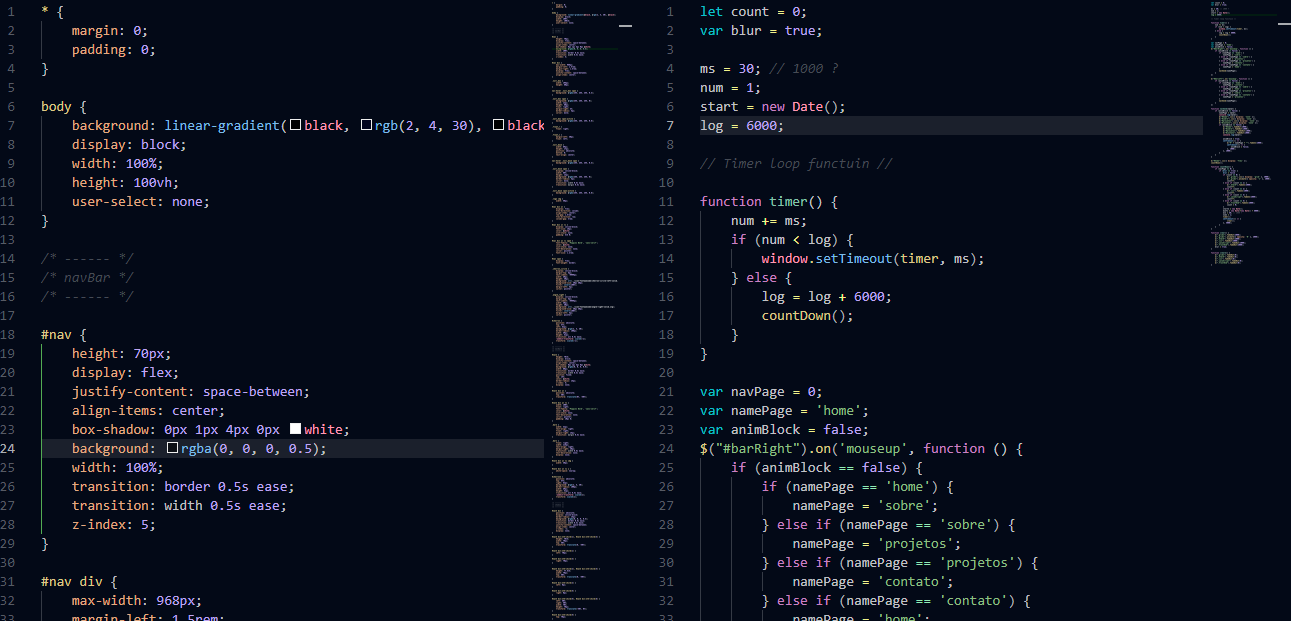 1 * {
2 margin: 0;
3 padding: 0;
4 }
5
6 body {
7 background: linear-gradient(black, rgb(2, 4, 30), black
8 display: block;
9 width: 100%;
10 height: 100vh;
11 user-select: none;
12 }
13
14 /* ------ */
15 /* navBar */
16 /* ------ */
17
18 #nav {
19 height: 70px;
20 display: flex;
21 justify-content: space-between;
22 align-items: center;
23 box-shadow: 0px 1px 4px 0px white;
24 background: rgba(0, 0, 0, 0.5);
25 width: 100%;
26 transition: border 0.5s ease;
27 transition: width 0.5s ease;
28 z-index: 5;
29 }
30
31 #nav div {
32 max-width: 968px;
33 margin-left: 1.5rem;
1 let count = 0;
2 var blur = true;
3
4 ms = 30; // 1000 ?
5 num = 1;
6 start = new Date();
7 log = 6000;
8
9 // Timer loop functuin //
10
11 function timer() {
12 num += ms;
13 if (num < log) {
14 window.setTimeout(timer, ms);
15 } else {
16 log = log + 6000;
17 countDown();
18 }
19 }
20
21 var navPage = 0;
22 var namePage = 'home';
23 var animBlock = false;
24 $("#barRight").on('mouseup', function () {
25 if (animBlock == false) {
26 if (namePage == 'home') {
27 namePage = 'sobre';
28 } else if (namePage == 'sobre') {
29 namePage = 'projetos';
30 } else if (namePage == 'projetos') {
31 namePage = 'contato';
32 } else if (namePage == 'contato') {
33 namePage = 'home';